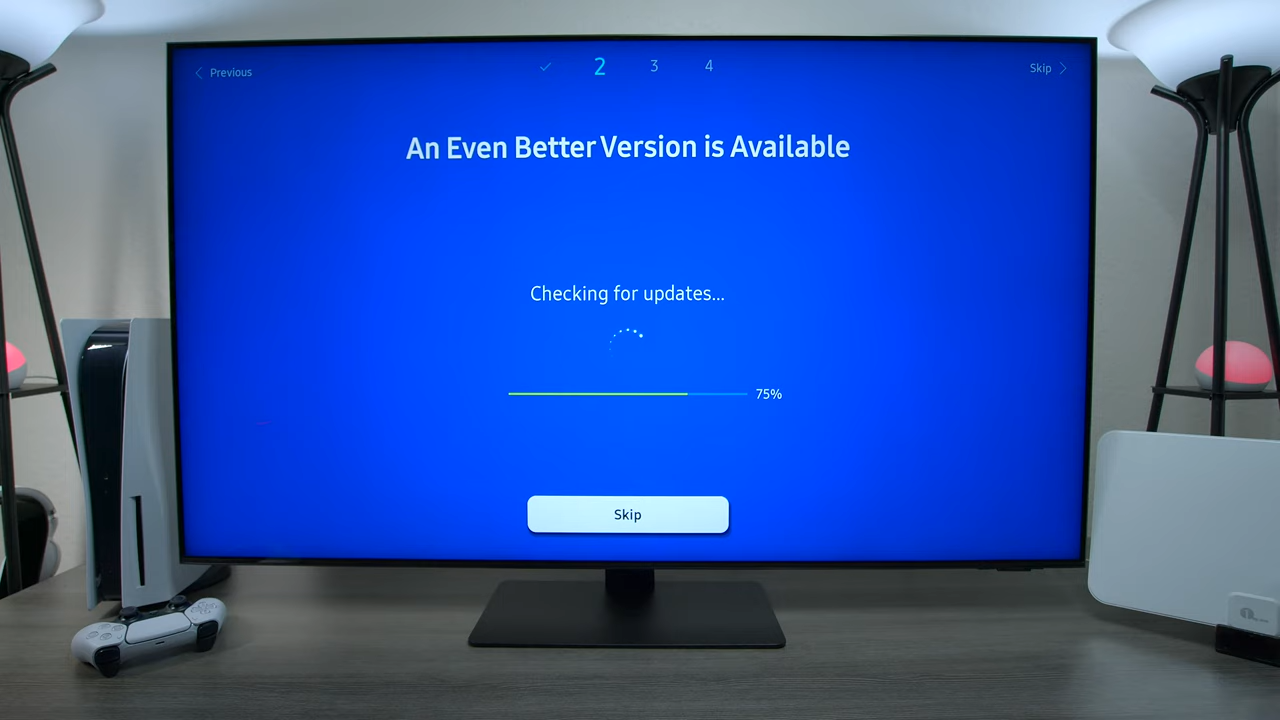 Previous
2
3
4
Skip
An Even Better Version is Available
Checking for updates...
75%
Skip